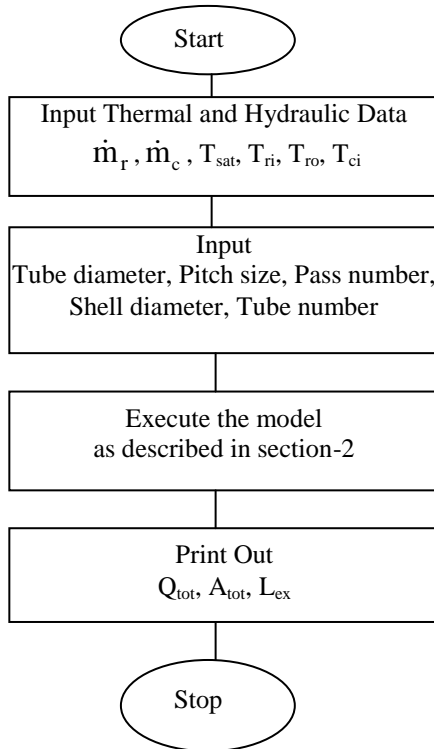 Start
Input Thermal and Hydraulic Data
ṁr , ṁc , Tsat, Tri, Tro, Tci
Input
Tube diameter, Pitch size, Pass number,
Shell diameter, Tube number
Execute the model
as described in section-2
Print Out
Qtot, Atot, Lex
Stop